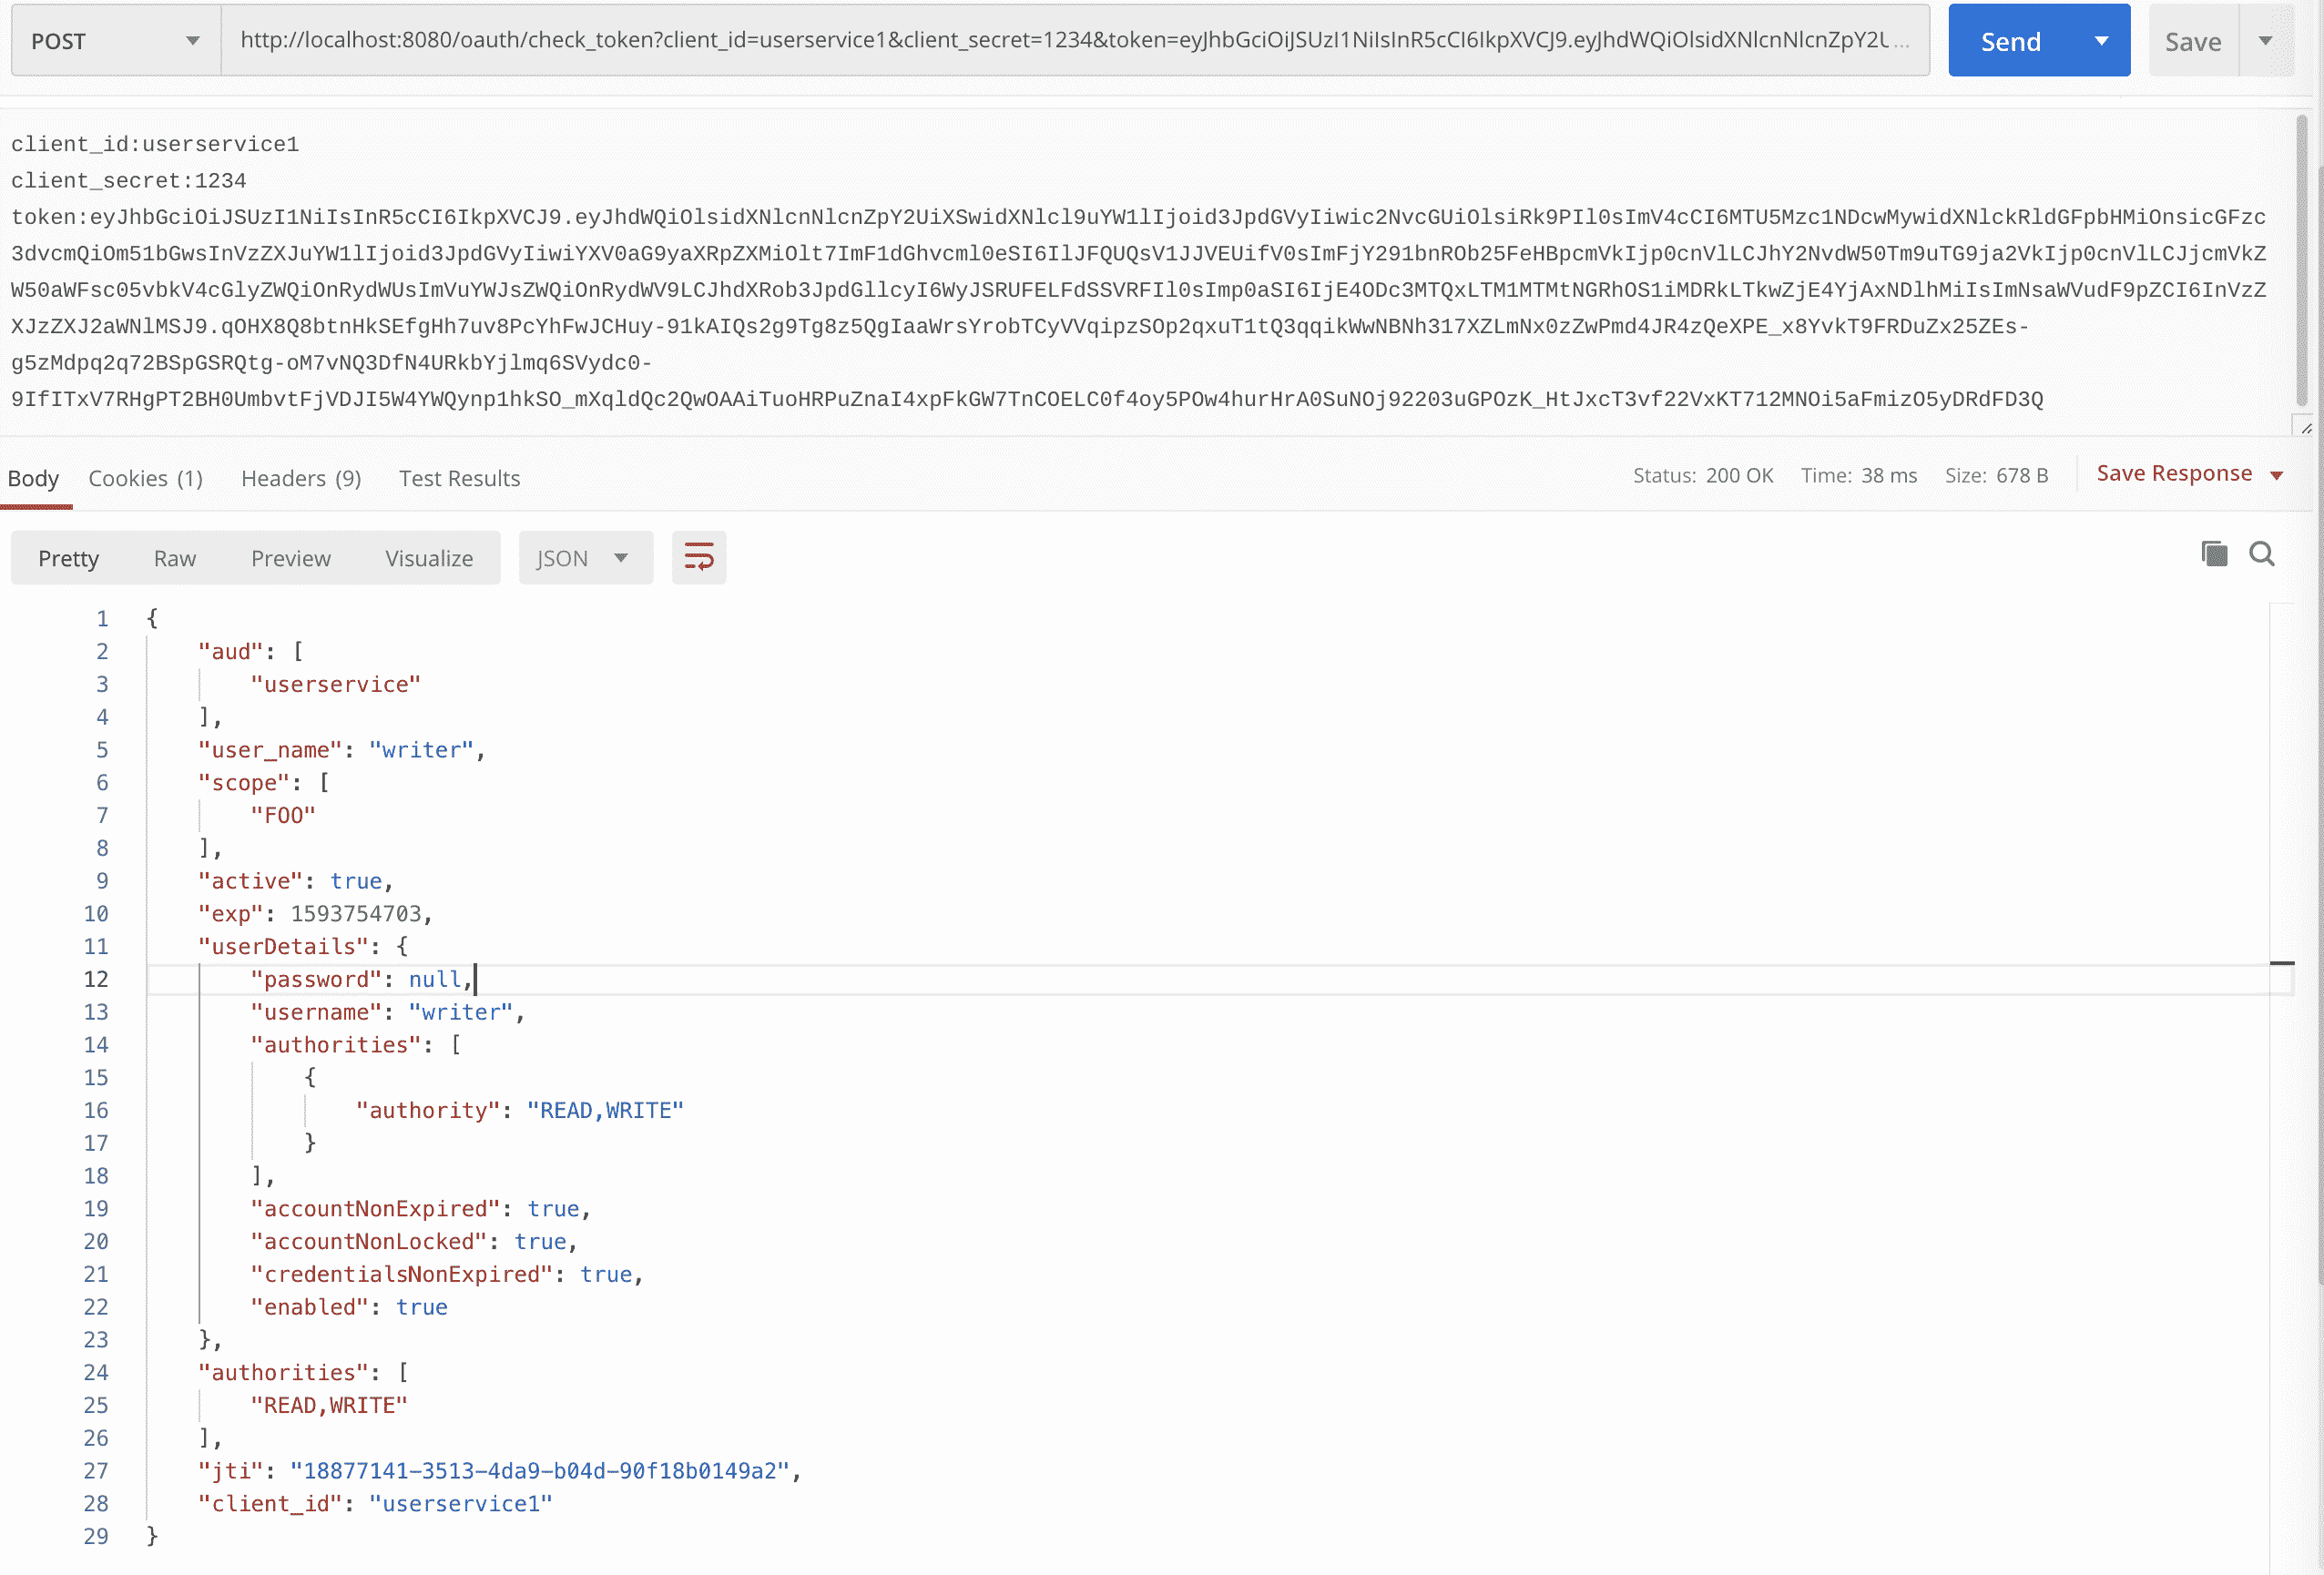 POST
http://localhost:8080/oauth/check_token?client_id=userservice1&client_secret=1234&token=eyJhbGciOiJSUzI1NiIsInR5cCI6IkpXVCJ9.eyJhdWQiOlsidXNlcnNlcnZpY2U ...
Send
Save
client_id:userservice1
client_secret:1234
token:eyJhbGciOiJSUzI1NiIsInR5cCI6IkpXVCJ9.eyJhdWQiOlsidXNlcnNlcnZpY2UiXSwidXNlcl9uYW1lIjoid3JpdGVyIiwic2NvcGUiOlsiRk9PIl0sImV4cCI6MTU5Mzc1NDcwMywidXNlckRldGFpbHMiOnsicGFzc
3dvcmQiOm51bGwsInVzZXJuYW1lIjoid3JpdGVyIiwiYXV0aG9yaXRpZXMiOlt7ImF1dGhvcml0eSI6IlJFQUQsV1JJVEUifV0sImFjY291bnROb25FeHBpcmVkIjp0cnVlLCJhY2NvdW50Tm9uTG9ja2VkIjp0cnVlLCJjcmVkZ
W50aWFsc05vbkV4cGlyZWQiOnRydWUsImVuYWJsZWQiOnRydWV9LCJhdXRob3JpdGllcyI6WyJSRUFELFdSSVRFIl0sImp0aSI6IjE4ODc3MTQxLTM1MTMtNGRhOS1iMDRkLTkwZjE4YjAxNDlhMiIsImNsaWVudF9pZCI6InVzZ
XJzZXJ2aWNlMSJ9.qOHX8Q8btnHkSEfgHh7uv8PcYhFwJCHuy-91kAIQs2g9Tg8z5QgIaaWrsYrobTCyVVqipzSOp2qxuT1tQ3qqikWwNBNh317XZLmNx0zZwPmd4JR4zQeXPE_x8YvkT9FRDuZx25ZEs-
g5zMdpq2q72BSpGSRQtg-oM7vNQ3DfN4URkbYjlmq6SVydc0-
9IfITxV7RHgPT2BH0UmbvtFjVDJI5W4YWQynp1hkSO_mXqldQc2QwOAAiTuoHRPuZnaI4xpFkGW7TnCOELC0f4oy5POw4hurHrA0SuNOj92203uGPOzK_HtJxcT3vf22VxKT712MNOi5aFmizO5yDRdFD3Q
Body Cookies (1) Headers (9) Test Results Status: 200 OK Time: 38 ms Size: 678 B Save Response
Pretty Raw Preview Visualize JSON
1 {
2 "aud": [
3 "userservice"
4 ],
5 "user_name": "writer",
6 "scope": [
7 "FOO"
8 ],
9 "active": true,
10 "exp": 1593754703,
11 "userDetails": {
12 "password": null,
13 "username": "writer",
14 "authorities": [
15 {
16 "authority": "READ,WRITE"
17 }
18 ],
19 "accountNonExpired": true,
20 "accountNonLocked": true,
21 "credentialsNonExpired": true,
22 "enabled": true
23 },
24 "authorities": [
25 "READ,WRITE"
26 ],
27 "jti": "18877141-3513-4da9-b04d-90f18b0149a2",
28 "client_id": "userservice1"
29 }